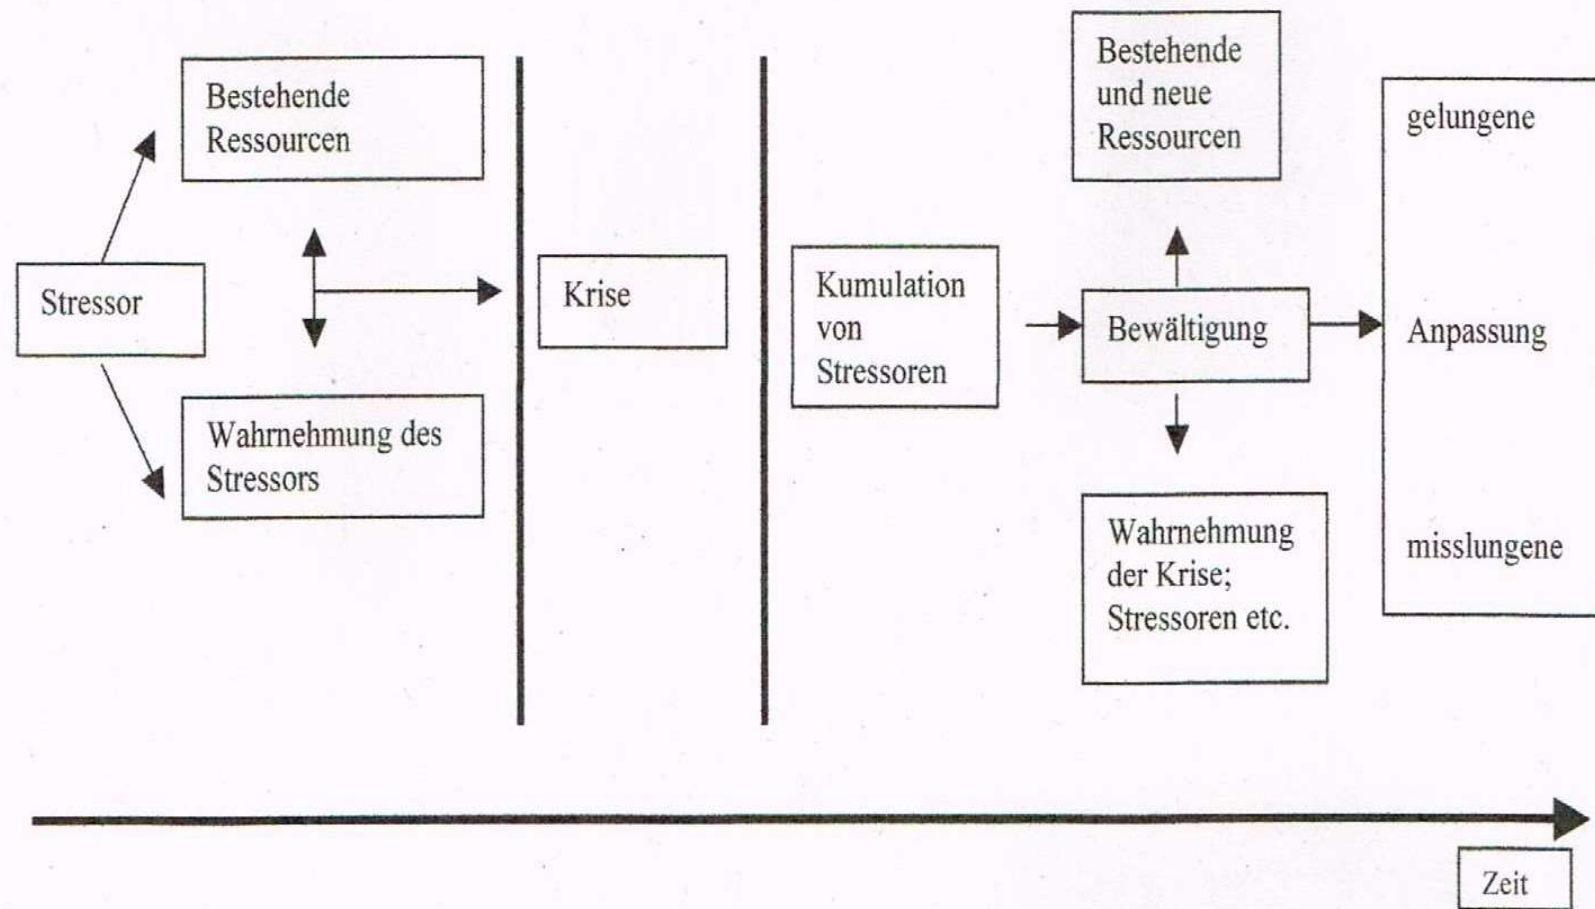 Stressor
Bestehende
Ressourcen
Wahrnehmung des
Stressors
Krise
Kumulation
von
Stressoren
Bestehende
und neue
Ressourcen
Bewältigung
Wahrnehmung
der Krise;
Stressoren etc.
gelungene
Anpassung
misslungene
Zeit